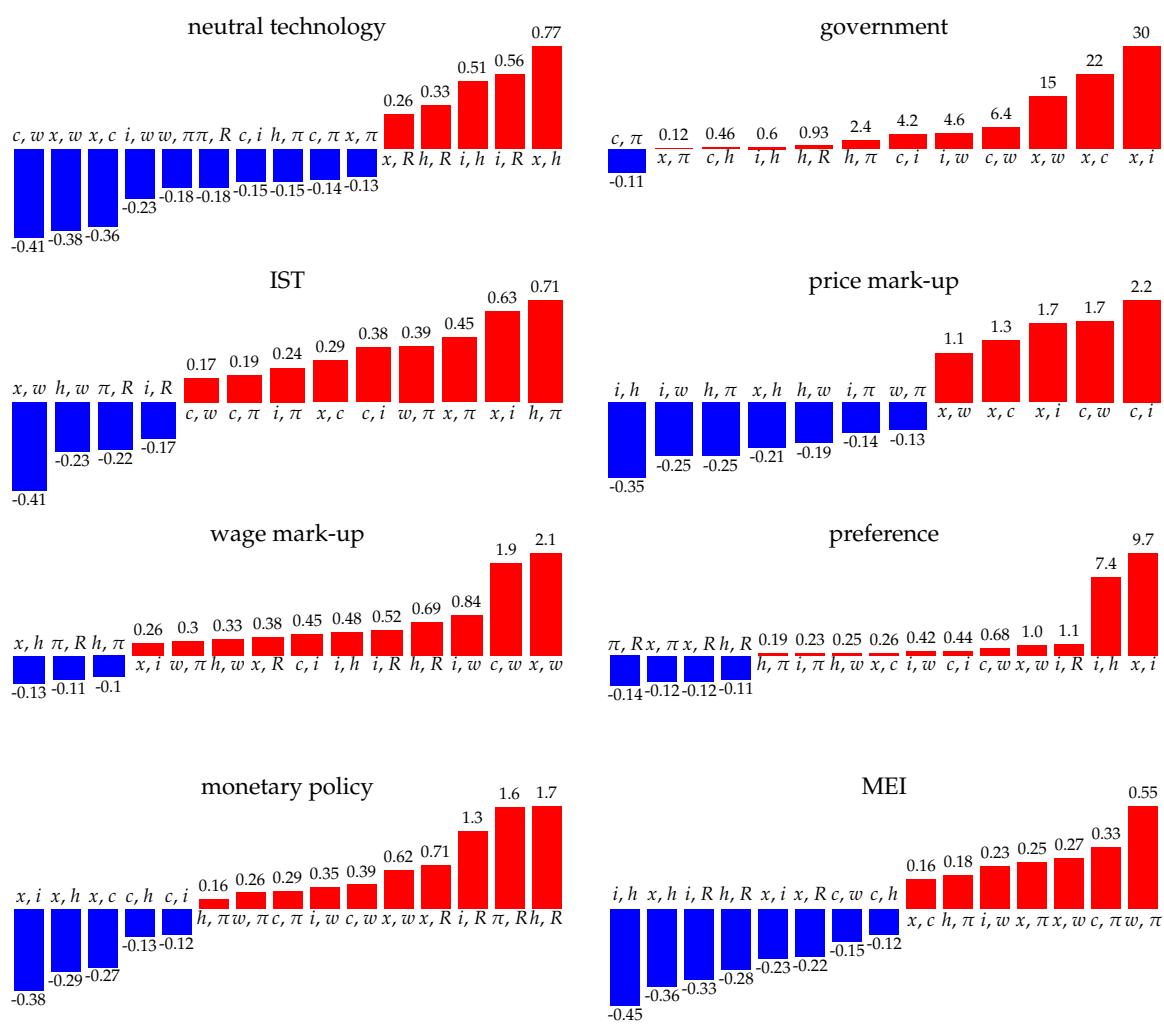 neutral technology
0.77
0.56
0.51
0.33
0.26
c, w x, w x, c i, w w, π π, R c, i h, π c, π x, π
x, R h, R i, h i, R x, h
-0.41 -0.38 -0.36 -0.23 -0.18 -0.18 -0.15 -0.15 -0.14 -0.13
government
30
22
15
6.4
4.6
4.2
2.4
0.93
0.6
0.46
0.12
c, π
x, π c, h i, h h, R h, π c, i i, w c, w x, w x, c x, i
-0.11
IST
0.71
0.63
0.45
0.39
0.38
0.29
0.24
0.19
0.17
x, w h, w π, R i, R
c, w c, π i, π x, c c, i w, π x, π x, i h, π
-0.41 -0.23 -0.22 -0.17
price mark-up
2.2
1.7
1.7
1.3
1.1
i, h i, w h, π x, h h, w i, π w, π
x, w x, c x, i c, w c, i
-0.35 -0.25 -0.25 -0.21 -0.19 -0.14 -0.13
wage mark-up
2.1
1.9
0.84
0.69
0.52
0.48
0.45
0.38
0.33
0.3
0.26
x, h π, R h, π
x, i w, π h, w x, R c, i i, h i, R h, R i, w c, w x, w
-0.13 -0.11 -0.1
preference
9.7
7.4
1.1
1.0
0.68
0.44
0.42
0.26
0.25
0.23
0.19
π, R x, π x, R h, R
h, π i, π h, w x, c i, w c, i c, w x, w i, R i, h x, i
-0.14 -0.12 -0.12 -0.11
monetary policy
1.7
1.6
1.3
0.71
0.62
0.39
0.35
0.29
0.26
0.16
x, i x, h x, c c, h c, i
h, π w, π c, π i, w c, w x, w x, R i, R π, R h, R
-0.38 -0.29 -0.27 -0.13 -0.12
MEI
0.55
0.33
0.27
0.25
0.23
0.18
0.16
i, h x, h i, R h, R x, i x, R c, w c, h
x, c h, π i, w x, π x, w c, π w, π
-0.45 -0.36 -0.33 -0.28 -0.23 -0.22 -0.15 -0.12